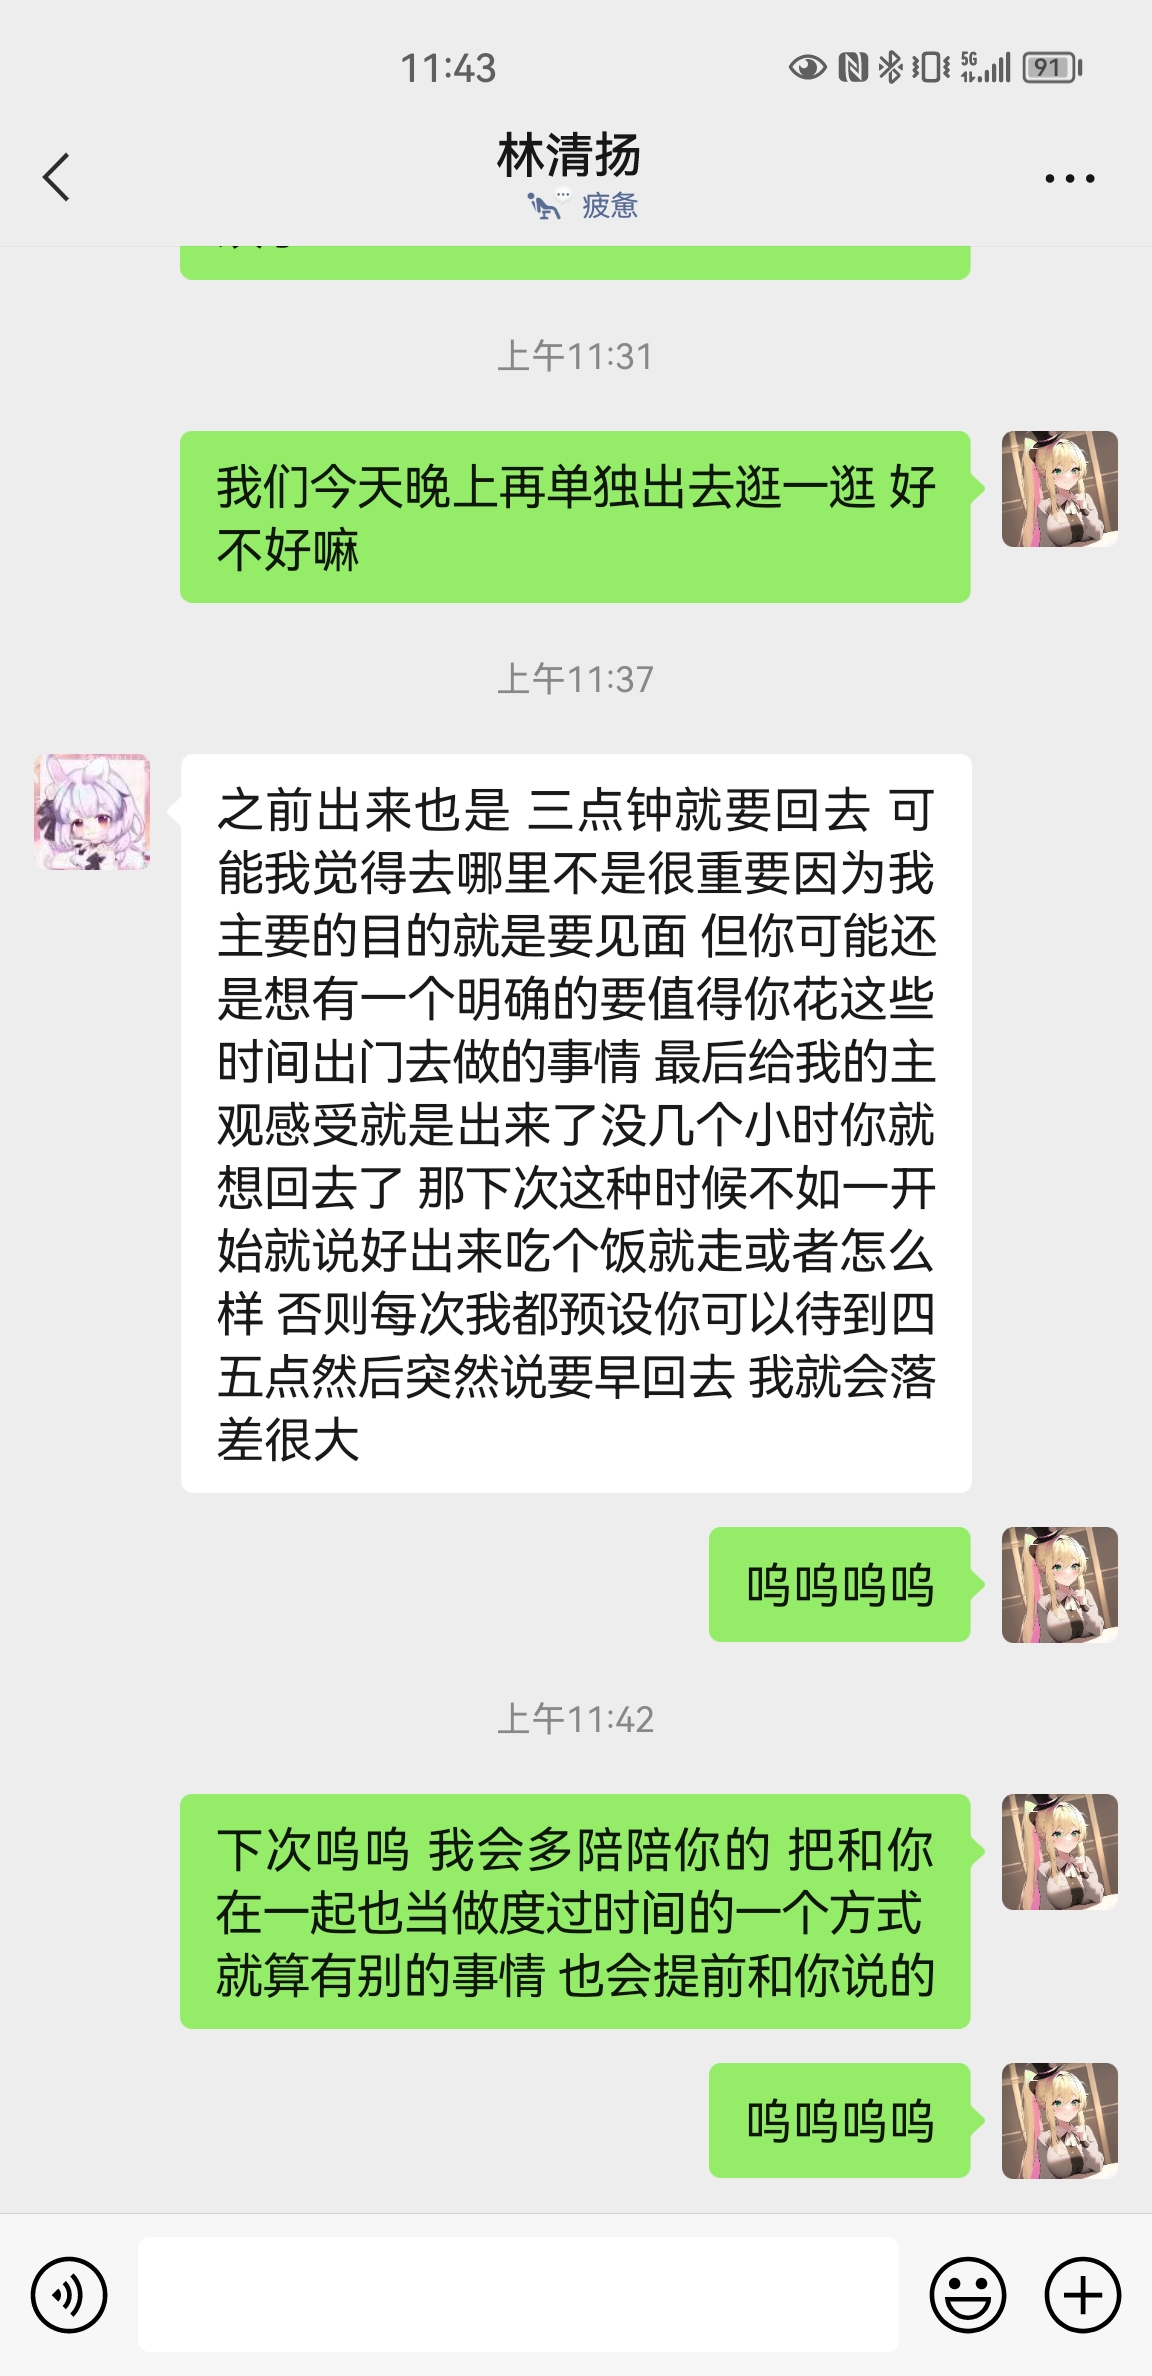 11:43
5G
91
林清扬
疲惫
上午11:31
我们今天晚上再单独出去逛一逛 好
不好嘛
上午11:37
之前出来也是 三点钟就要回去 可
能我觉得去哪里不是很重要因为我
主要的目的就是要见面 但你可能还
是想有一个明确的要值得你花这些
时间出门去做的事情 最后给我的主
观感受就是出来了没几个小时你就
想回去了 那下次这种时候不如一开
始就说好出来吃个饭就走或者怎么
样 否则每次我都预设你可以待到四
五点然后突然说要早回去 我就会落
差很大
呜呜呜呜
上午11:42
下次呜呜 我会多陪陪你的 把和你
在一起也当做度过时间的一个方式
就算有别的事情 也会提前和你说的
呜呜呜呜